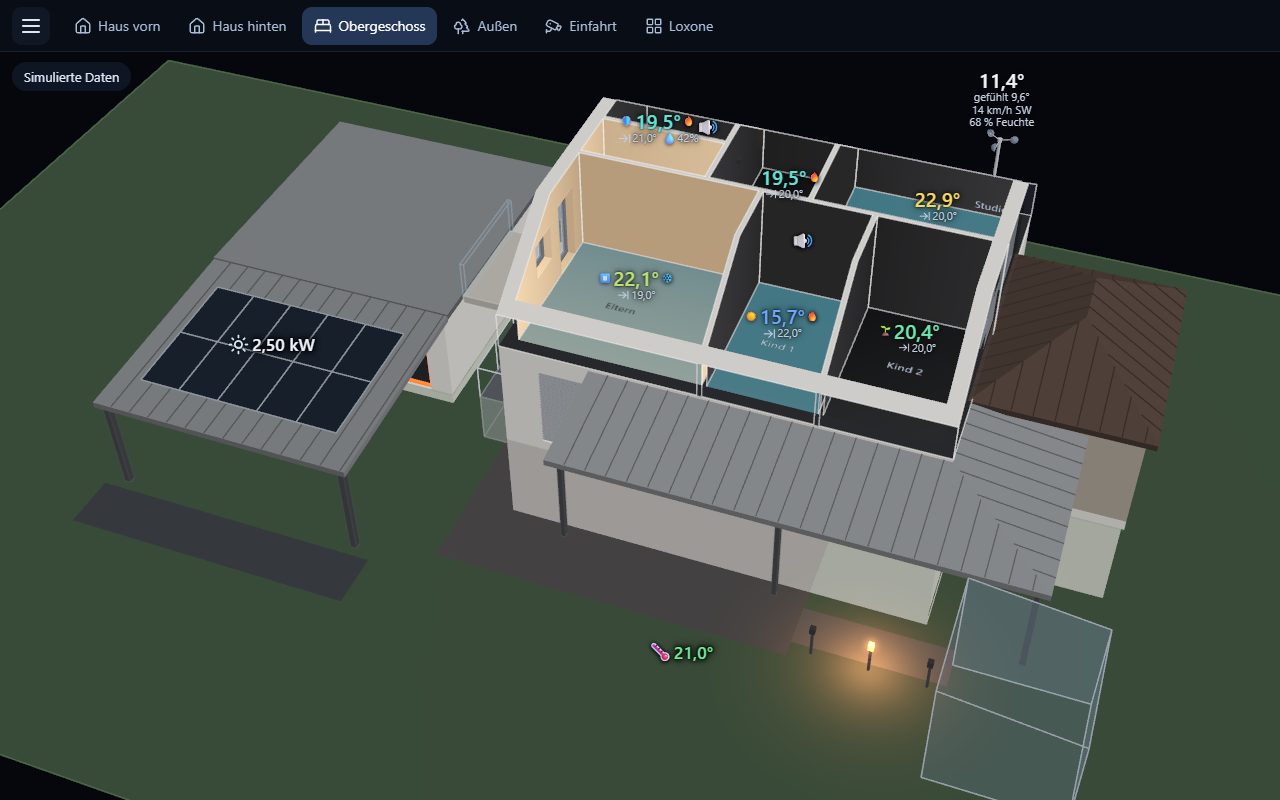 Haus vorn
Haus hinten
Obergeschoss
Außen
Einfahrt
Loxone
Simulierte Daten
11,4°
gefühlt 9,6°
14 km/h SW
68 % Feuchte
19,5°
21,0° 42%
19,5°
20,0°
22,9°
20,0°
22,1°
19,0°
Eltern
15,7°
22,0°
Kind 1
20,4°
20,0°
Kind 2
2,50 kW
21,0°